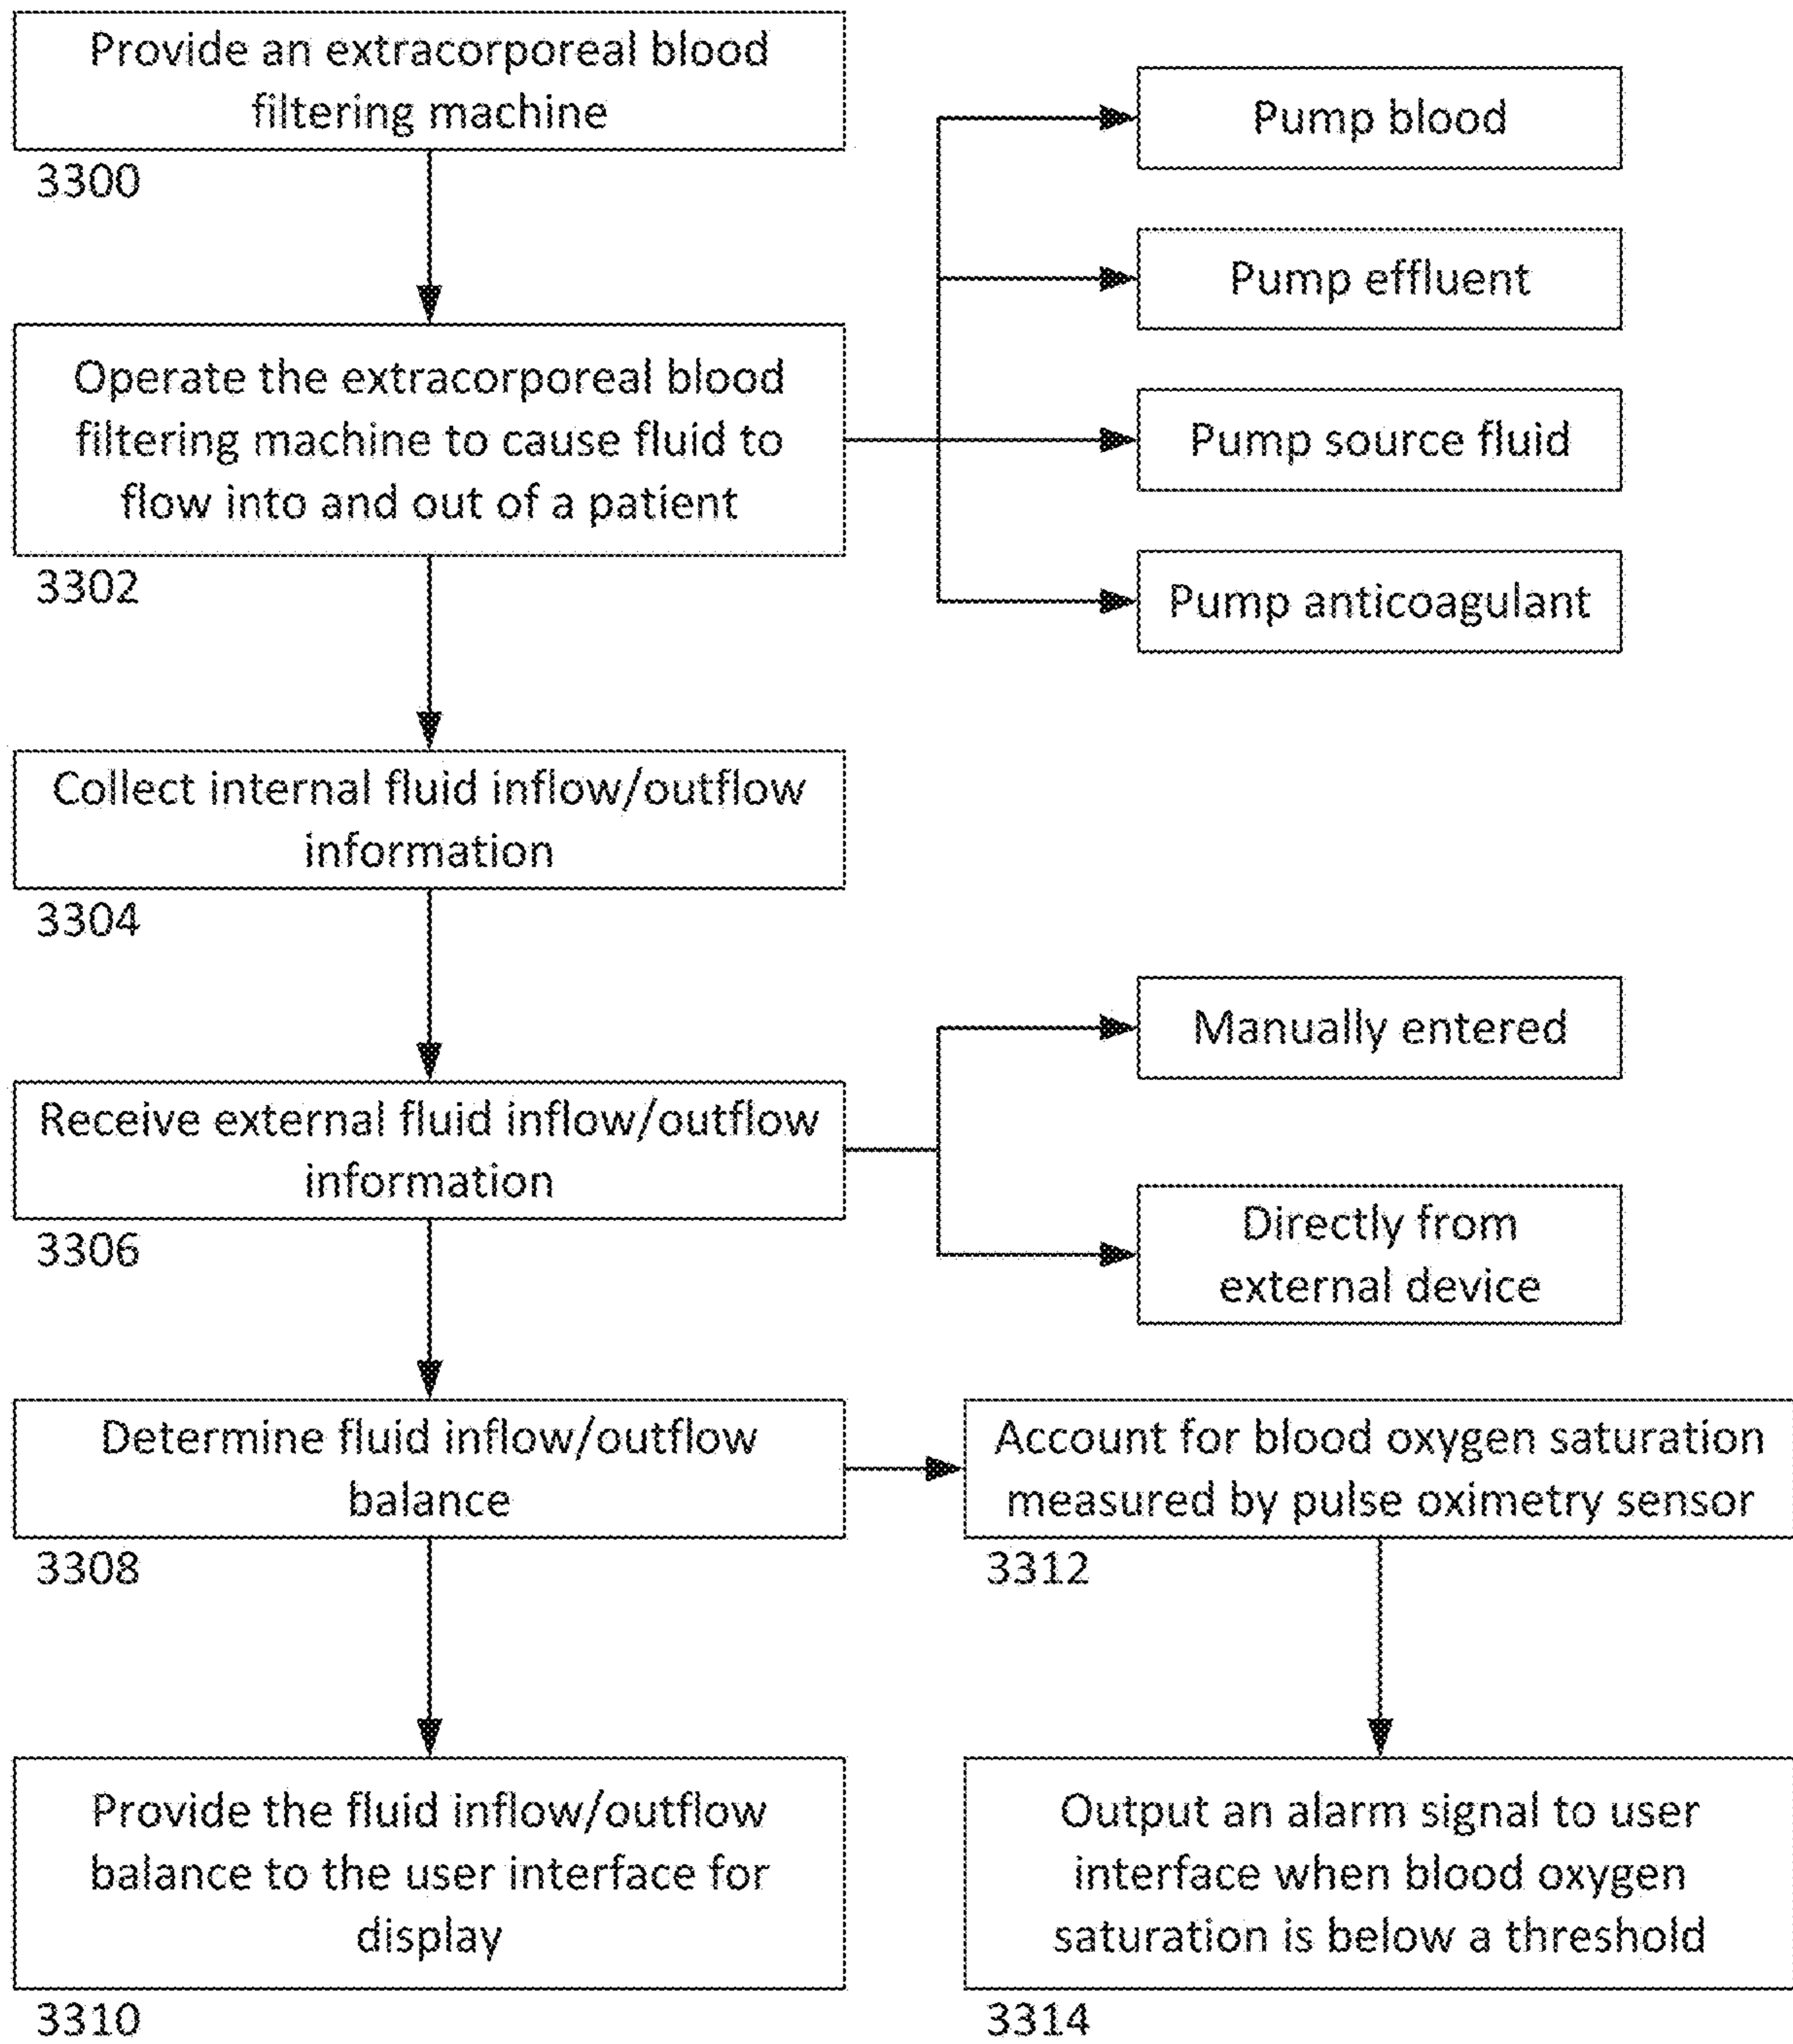 Provide an extracorporeal blood
filtering machine
3300
Operate the extracorporeal blood
filtering machine to cause fluid to
flow into and out of a patient
3302
Pump blood
Pump effluent
Pump source fluid
Pump anticoagulant
Collect internal fluid inflow/outflow
information
3304
Receive external fluid inflow/outflow
information
3306
Manually entered
Directly from
external device
Determine fluid inflow/outflow
balance
3308
Account for blood oxygen saturation
measured by pulse oximetry sensor
3312
Provide the fluid inflow/outflow
balance to the user interface for
display
3310
Output an alarm signal to user
interface when blood oxygen
saturation is below a threshold
3314